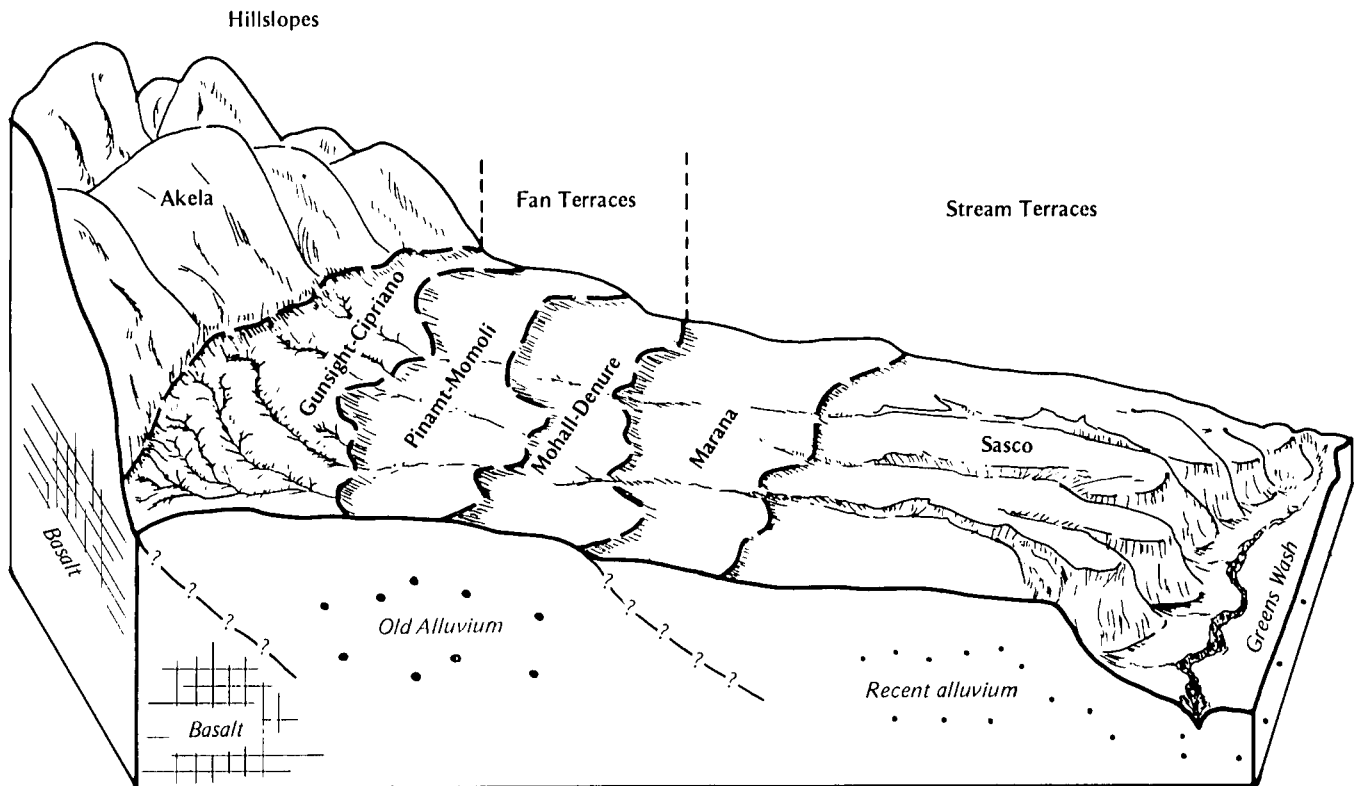 Hillslopes
Akela
Fan Terraces
Stream Terraces
Gunsight-Cipriano
Pinamt-Momoli
Mohall-Denure
Marana
Sasco
Greens Wash
Basalt
? ? ? ? ? ?
Old Alluvium
? ? ? ? ? ?
Recent alluvium
Basalt